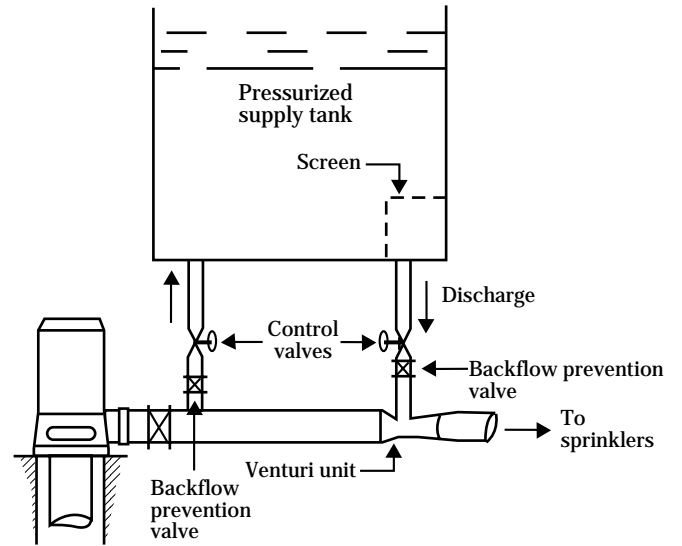 Pressurized
supply tank
Screen
Discharge
Control
valves
Backflow prevention
valve
To
sprinklers
Venturi unit
Backflow
prevention
valve